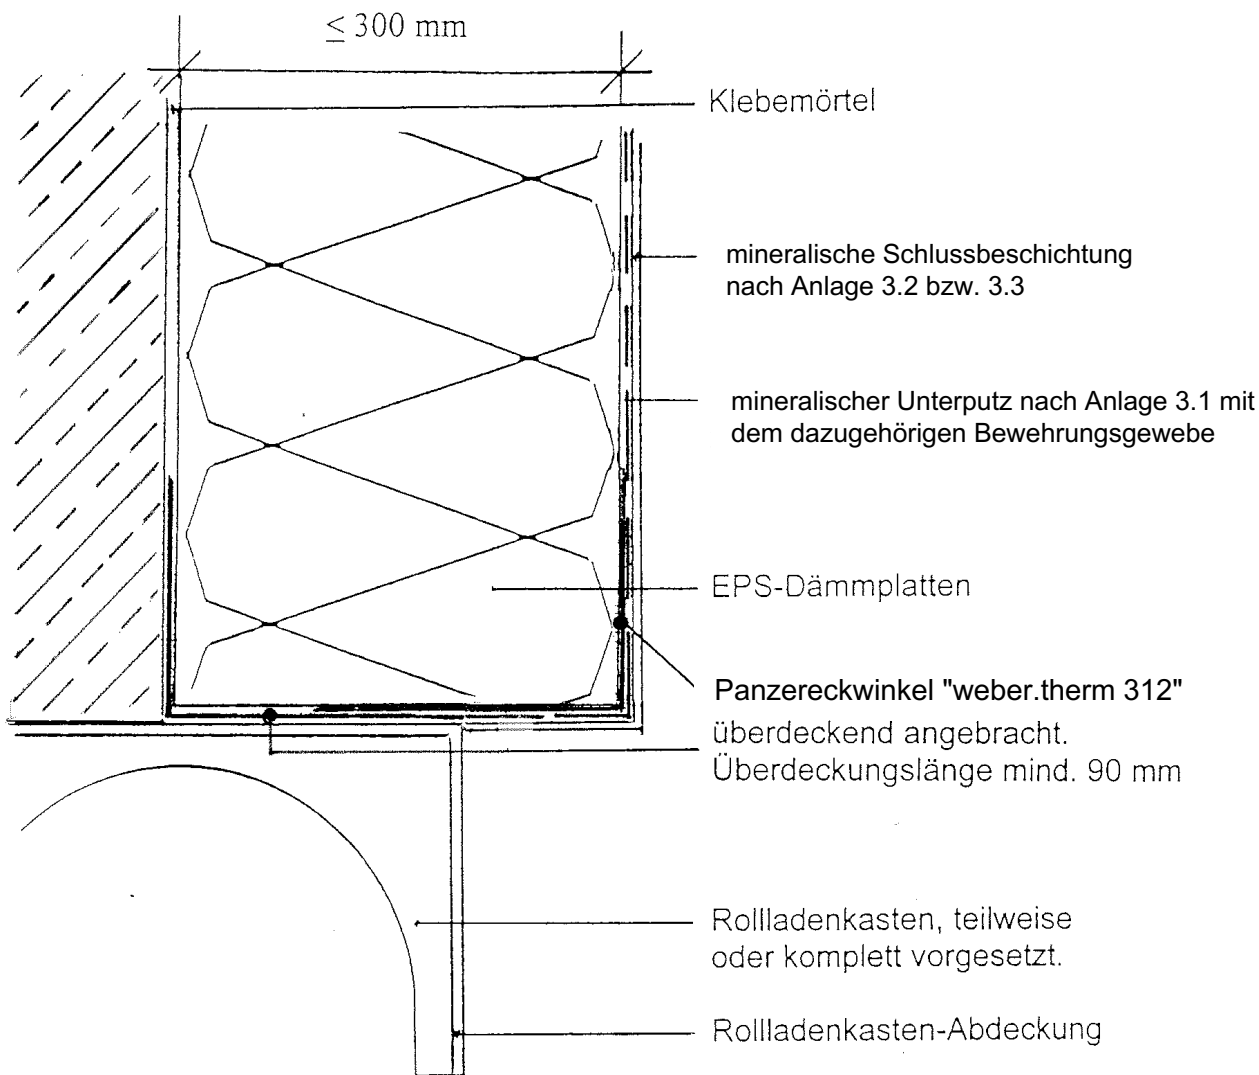 ≤ 300 mm
Klebemörtel
mineralische Schlussbeschichtung
nach Anlage 3.2 bzw. 3.3
mineralischer Unterputz nach Anlage 3.1 mit
dem dazugehörigen Bewehrungsgewebe
EPS-Dämmplatten
Panzereckwinkel "weber.therm 312"
überdeckend angebracht.
Überdeckungslänge mind. 90 mm
Rollladenkasten, teilweise
oder komplett vorgesetzt.
Rollladenkasten-Abdeckung